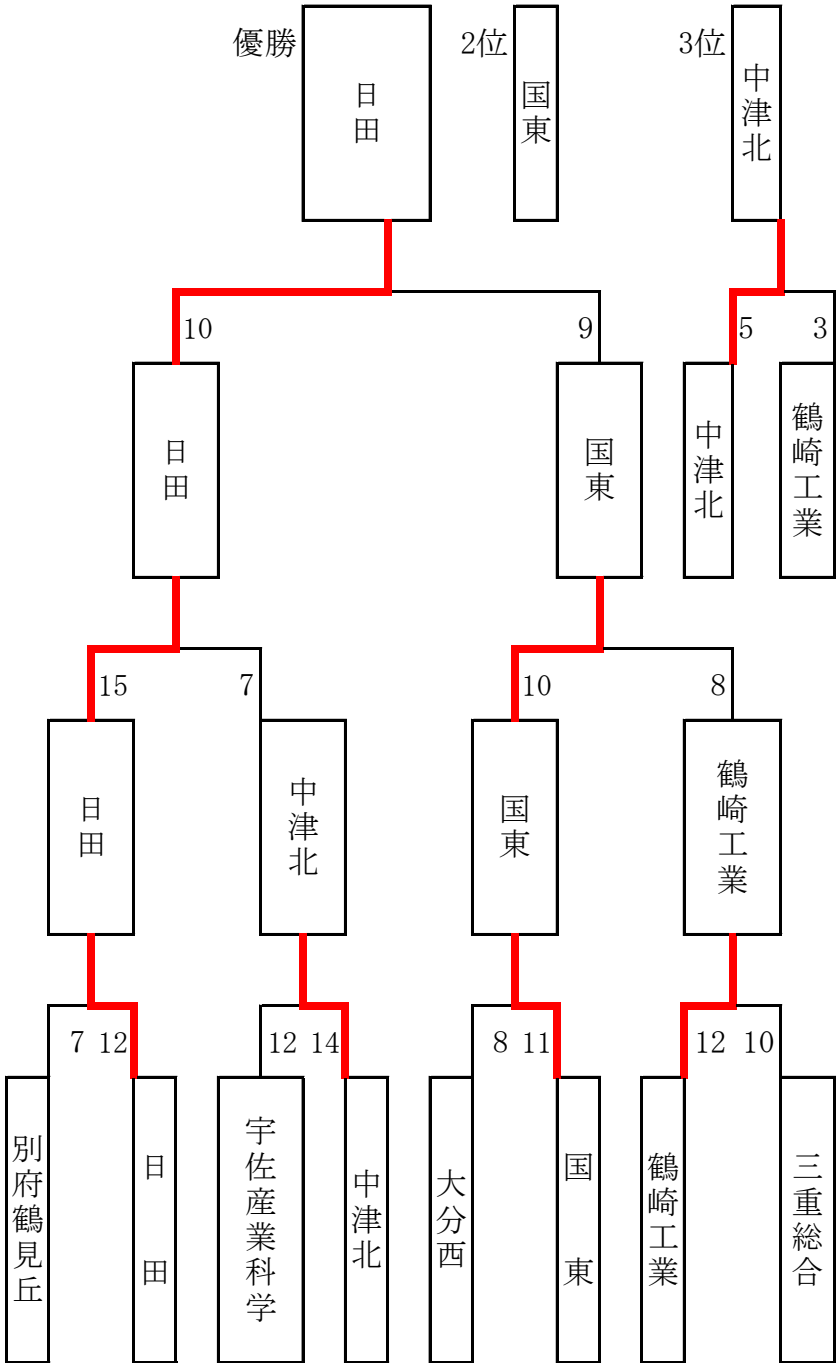 優勝
日田
2位
国東
3位
中津北
10
9
5
3
日田
国東
中津北
鶴崎工業
15
7
10
8
日田
中津北
国東
鶴崎工業
7
12
12
14
8
11
12
10
別府鶴見丘
日田
宇佐産業科学
中津北
大分西
国東
鶴崎工業
三重総合